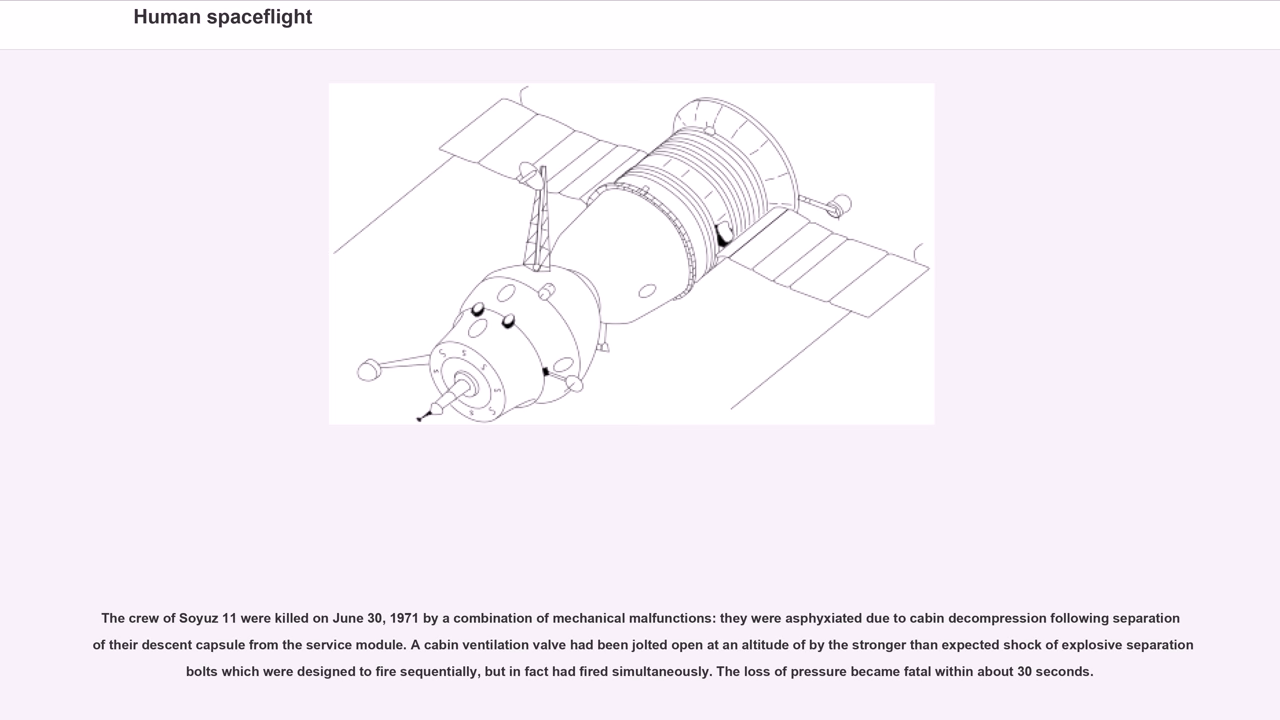 Human spaceflight
The crew of Soyuz 11 were killed on June 30, 1971 by a combination of mechanical malfunctions: they were asphyxiated due to cabin decompression following separation
of their descent capsule from the service module. A cabin ventilation valve had been jolted open at an altitude of by the stronger than expected shock of explosive separation
bolts which were designed to fire sequentially, but in fact had fired simultaneously. The loss of pressure became fatal within about 30 seconds.